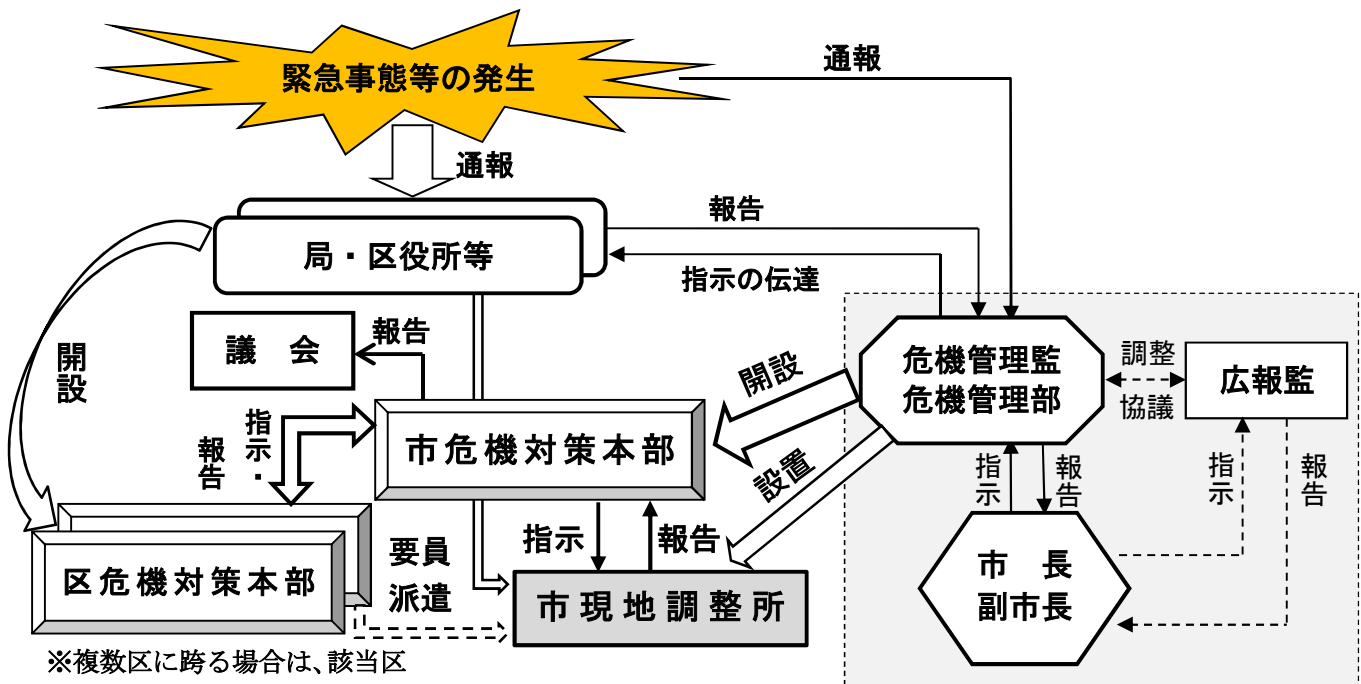 緊急事態等の発生
通報
通報
局・区役所等
報告
指示の伝達
議　会
報告
開設
開設
設置
危機管理監
危機管理部
調整
協議
広報監
市危機対策本部
指示・
報告
指示
報告
指示
報告
指示
報告
区危機対策本部
要員
派遣
市現地調整所
市　長
副市長
※複数区に跨る場合は、該当区